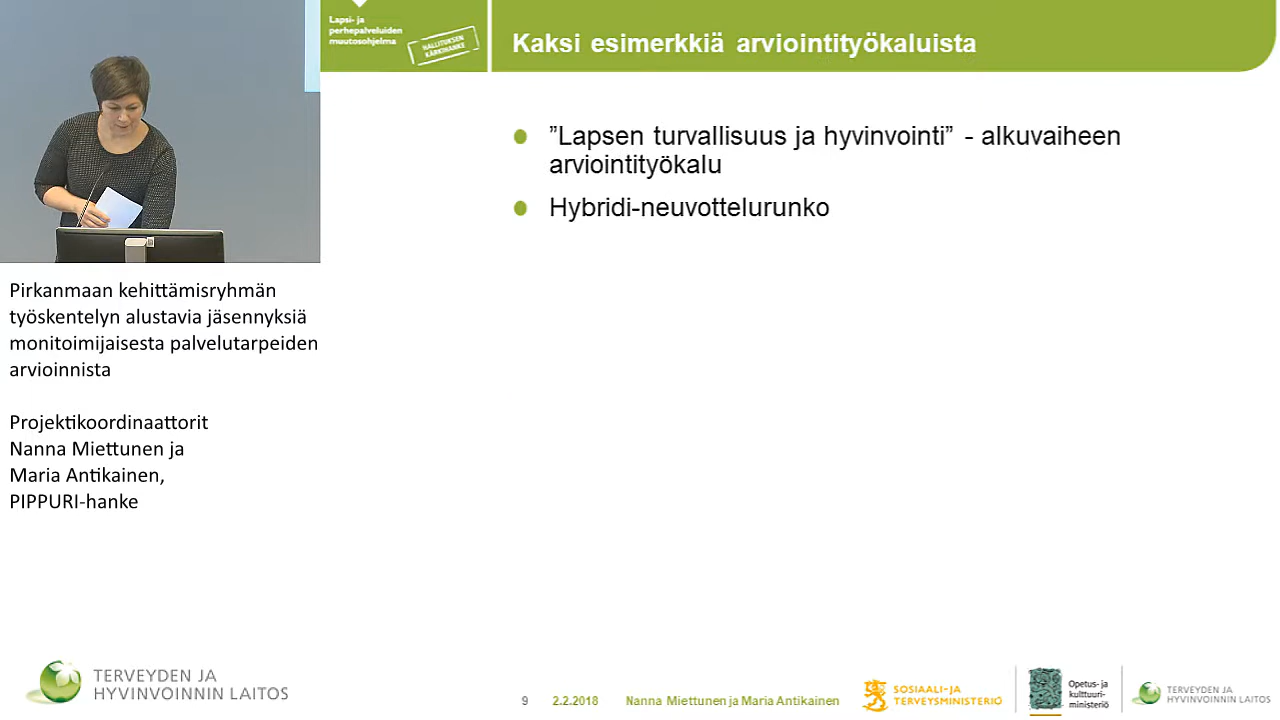 Lapsi- ja
perhepalveluiden
muutosohjelma
HALLITUKSEN
KÄRKIHANKE
Kaksi esimerkkiä arviointityökaluista
”Lapsen turvallisuus ja hyvinvointi” - alkuvaiheen
arviointityökalu
Hybridi-neuvottelurunko
Pirkanmaan kehittämisryhmän
työskentelyn alustavia jäsennyksiä
monitoimijaisesta palvelutarpeiden
arvioinnista
Projektikoordinaattorit
Nanna Miettunen ja
Maria Antikainen,
PIPPURI-hanke
TERVEYDEN JA
HYVINVOINNIN LAITOS
9 2.2.2018 Nanna Miettunen ja Maria Antikainen
SOSIAALI- JA
TERVEYSMINISTERIÖ
Opetus- ja
kulttuuri-
ministeriö
TERVEYDEN JA
HYVINVOINNIN LAITOS